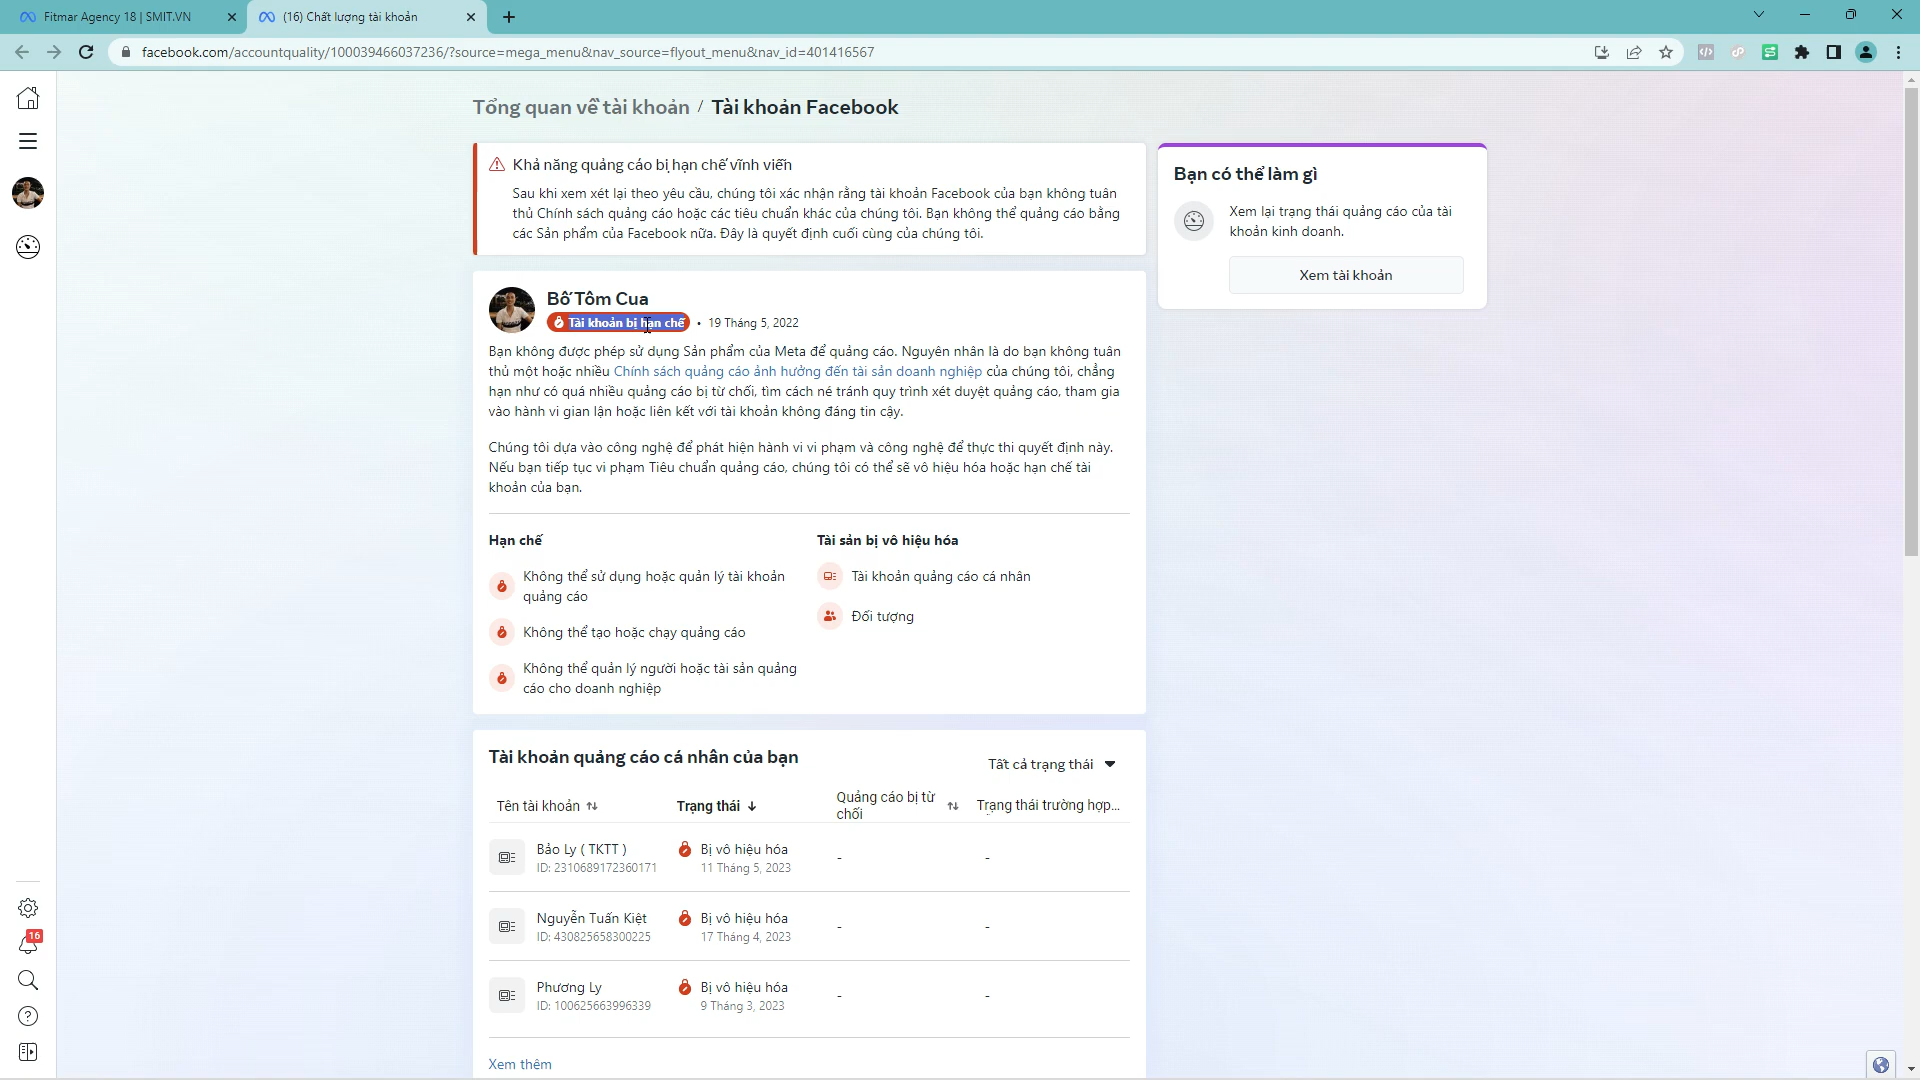 Fitmar Agency 18 | SMIT.VN
(16) Chất lượng tài khoản
facebook.com/accountquality/100039466037236/?source=mega_menu&nav_source=flyout_menu&nav_id=401416567
Tổng quan về tài khoản / Tài khoản Facebook
Khả năng quảng cáo bị hạn chế vĩnh viễn
Sau khi xem xét lại theo yêu cầu, chúng tôi xác nhận rằng tài khoản Facebook của bạn không tuân
thủ Chính sách quảng cáo hoặc các tiêu chuẩn khác của chúng tôi. Bạn không thể quảng cáo bằng
các Sản phẩm của Facebook nữa. Đây là quyết định cuối cùng của chúng tôi.
Bạn có thể làm gì
Xem lại trạng thái quảng cáo của tài
khoản kinh doanh.
Xem tài khoản
Bố Tôm Cua
Tài khoản bị hạn chế • 19 Tháng 5, 2022
Bạn không được phép sử dụng Sản phẩm của Meta để quảng cáo. Nguyên nhân là do bạn không tuân
thủ một hoặc nhiều Chính sách quảng cáo ảnh hưởng đến tài sản doanh nghiệp của chúng tôi, chẳng
hạn như có quá nhiều quảng cáo bị từ chối, tìm cách né tránh quy trình xét duyệt quảng cáo, tham gia
vào hành vi gian lận hoặc liên kết với tài khoản không đáng tin cậy.
Chúng tôi dựa vào công nghệ để phát hiện hành vi vi phạm và công nghệ để thực thi quyết định này.
Nếu bạn tiếp tục vi phạm Tiêu chuẩn quảng cáo, chúng tôi có thể sẽ vô hiệu hóa hoặc hạn chế tài
khoản của bạn.
Hạn chế
Không thể sử dụng hoặc quản lý tài khoản
quảng cáo
Không thể tạo hoặc chạy quảng cáo
Không thể quản lý người hoặc tài sản quảng
cáo cho doanh nghiệp
Tài sản bị vô hiệu hóa
Tài khoản quảng cáo cá nhân
Đối tượng
Tài khoản quảng cáo cá nhân của bạn
Tất cả trạng thái
Tên tài khoản
Trạng thái
Quảng cáo bị từ
chối
Trạng thái trường hợp...
Bảo Ly ( TKTT )
ID: 2310689172360171
Bị vô hiệu hóa
11 Tháng 5, 2023
-
-
Nguyễn Tuấn Kiệt
ID: 430825658300225
Bị vô hiệu hóa
17 Tháng 4, 2023
-
-
Phương Ly
ID: 100625663996339
Bị vô hiệu hóa
9 Tháng 3, 2023
-
-
Xem thêm
16